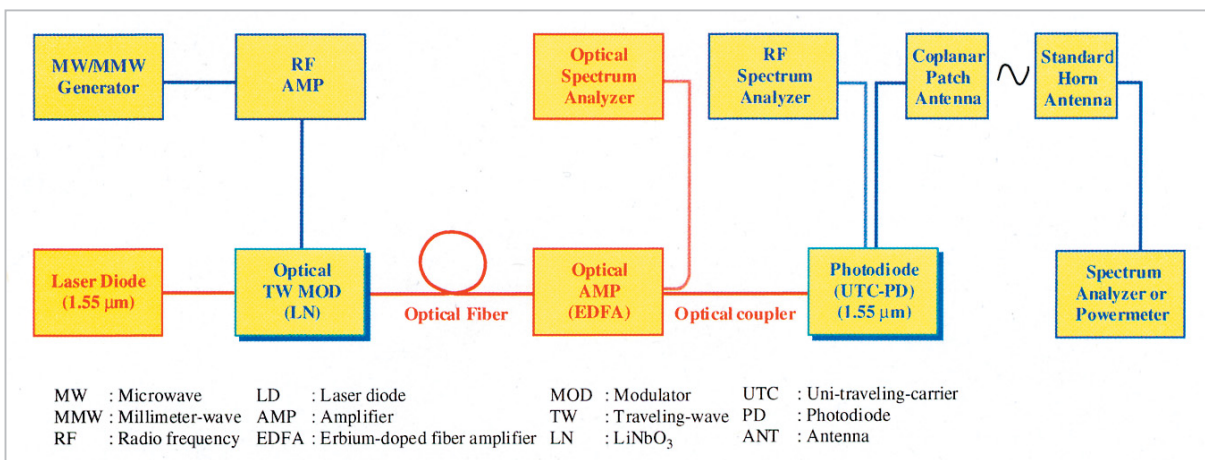 MW/MMW
Generator
RF
AMP
Optical
Spectrum
Analyzer
RF
Spectrum
Analyzer
Coplanar
Patch
Antenna
Standard
Horn
Antenna
Laser Diode
(1.55 μm)
Optical
TW MOD
(LN)
Optical Fiber
Optical
AMP
(EDFA)
Optical coupler
Photodiode
(UTC-PD)
(1.55 μm)
Spectrum
Analyzer or
Powermeter
MW : Microwave LD : Laser diode MOD : Modulator UTC : Uni-traveling-carrier
MMW : Millimeter-wave AMP : Amplifier TW : Traveling-wave PD : Photodiode
RF : Radio frequency EDFA : Erbium-doped fiber amplifier LN : LiNbO₃ ANT : Antenna